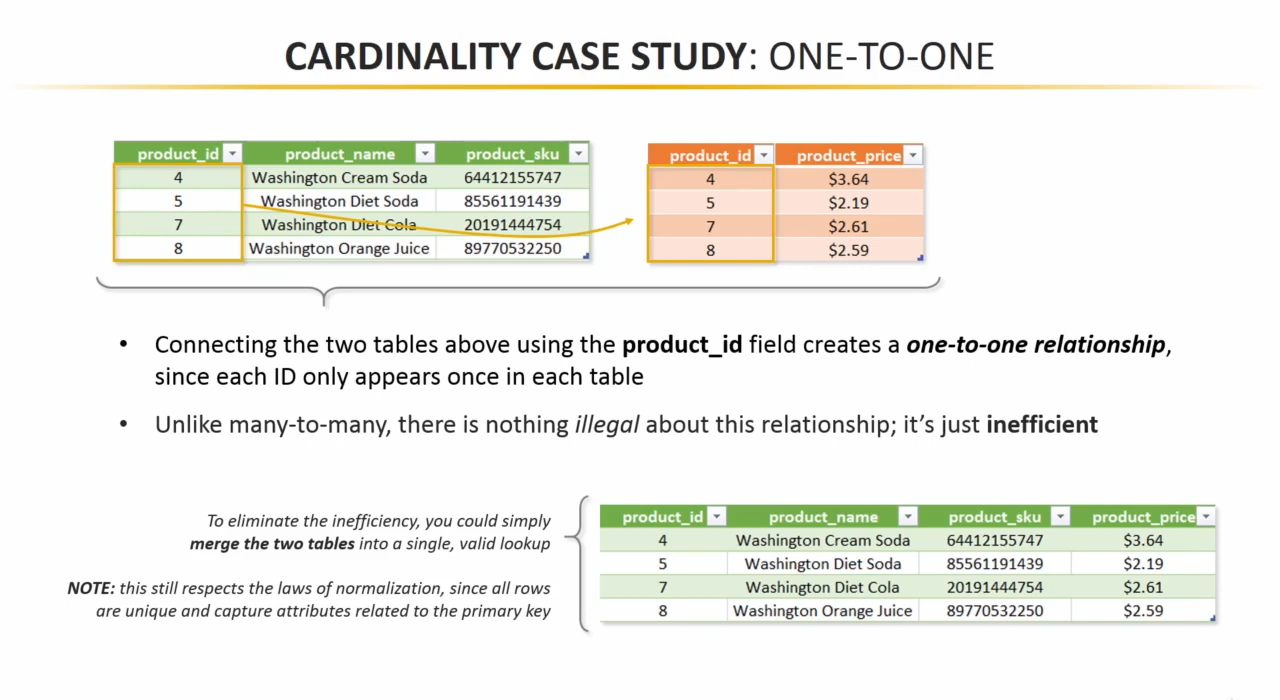 CARDINALITY CASE STUDY: ONE-TO-ONE
product_id product_name product_sku
4 Washington Cream Soda 64412155747
5 Washington Diet Soda 85561191439
7 Washington Diet Cola 20191444754
8 Washington Orange Juice 89770532250
product_id product_price
4 $3.64
5 $2.19
7 $2.61
8 $2.59
• Connecting the two tables above using the product_id field creates a one-to-one relationship,
since each ID only appears once in each table
• Unlike many-to-many, there is nothing illegal about this relationship; it’s just inefficient
To eliminate the inefficiency, you could simply
merge the two tables into a single, valid lookup
NOTE: this still respects the laws of normalization, since all rows
are unique and capture attributes related to the primary key
product_id product_name product_sku product_price
4 Washington Cream Soda 64412155747 $3.64
5 Washington Diet Soda 85561191439 $2.19
7 Washington Diet Cola 20191444754 $2.61
8 Washington Orange Juice 89770532250 $2.59